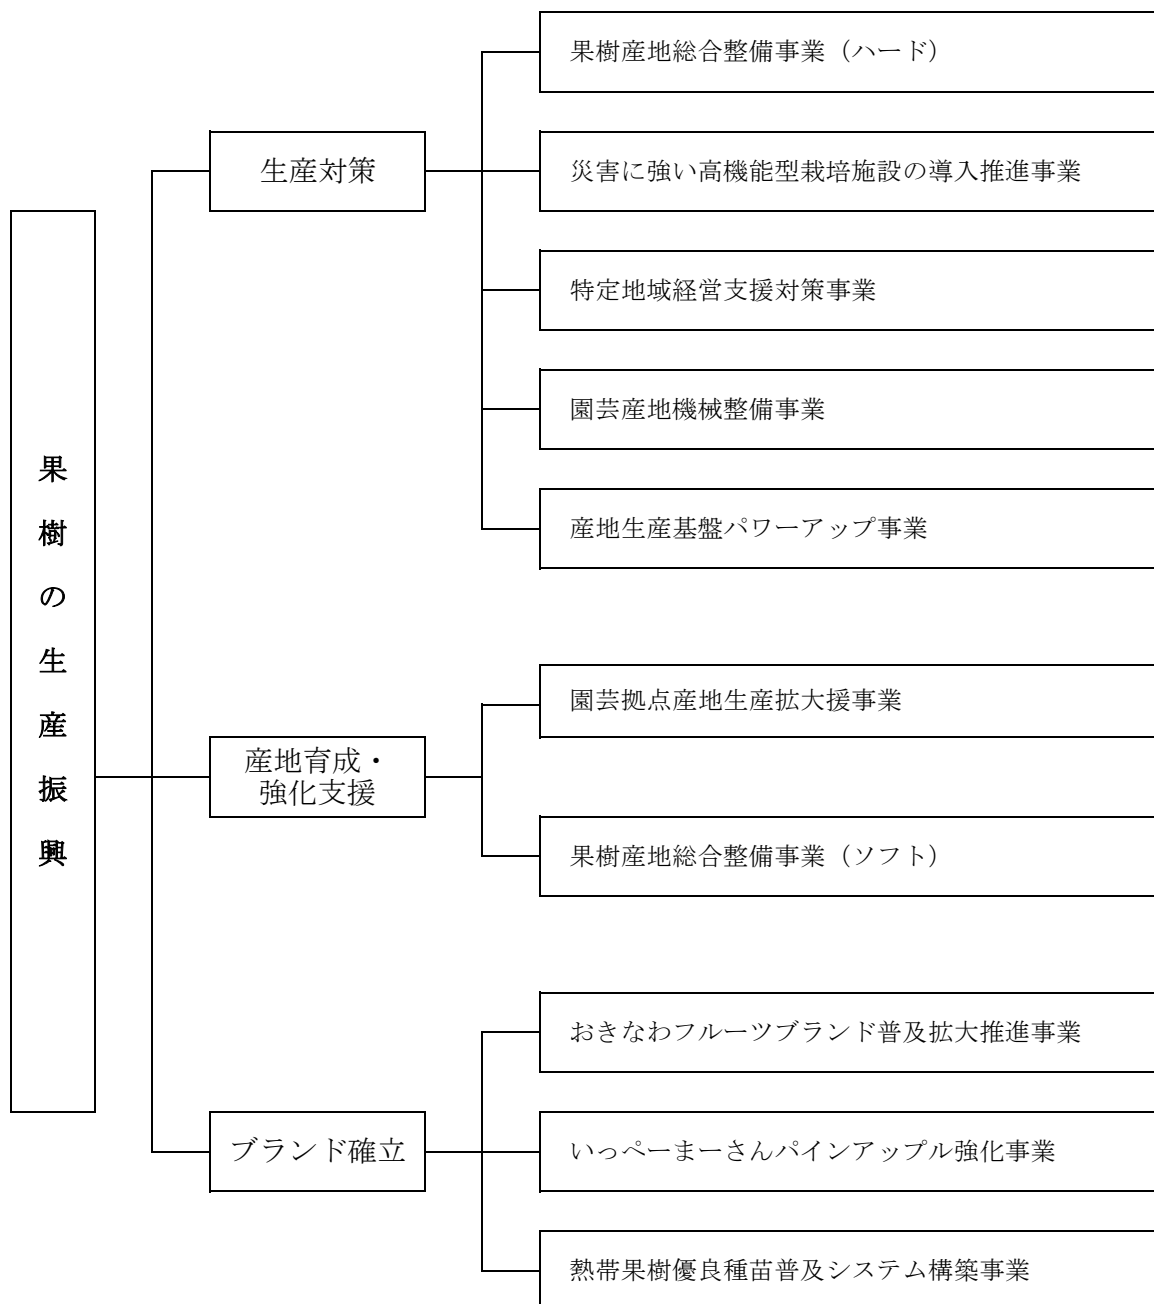 果樹の生産振興
生産対策
果樹産地総合整備事業（ハード）
災害に強い高機能型栽培施設の導入推進事業
特定地域経営支援対策事業
園芸産地機械整備事業
産地生産基盤パワーアップ事業
産地育成・
強化支援
園芸拠点産地生産拡大援事業
果樹産地総合整備事業（ソフト）
ブランド確立
おきなわフルーツブランド普及拡大推進事業
いっぺーまーさんパインアップル強化事業
熱帯果樹優良種苗普及システム構築事業